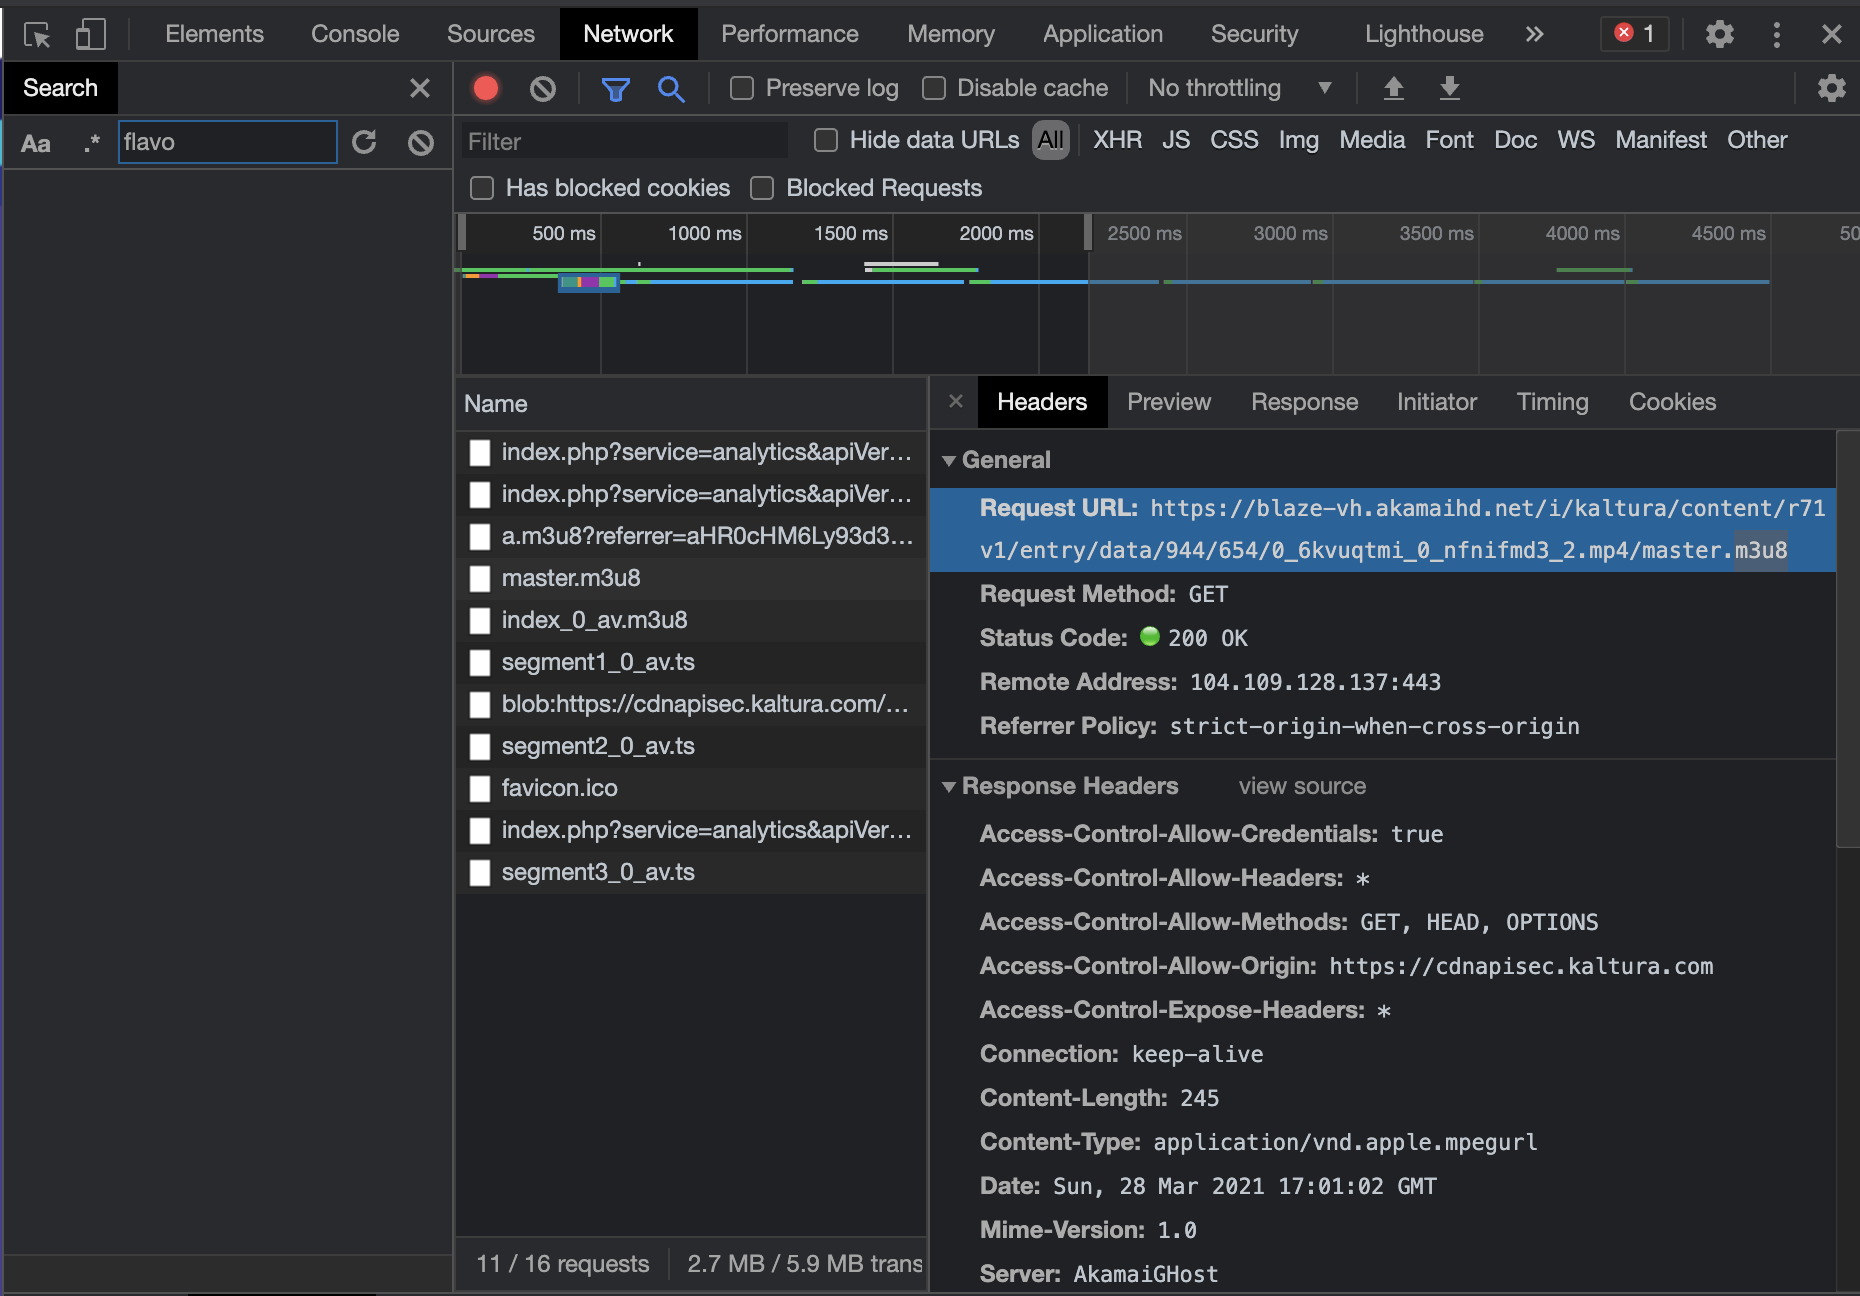 Elements Console Sources Network Performance Memory Application Security Lighthouse 1
Search
Preserve log Disable cache No throttling
Aa .* flavo
Filter Hide data URLs All XHR JS CSS Img Media Font Doc WS Manifest Other
Has blocked cookies Blocked Requests
500 ms 1000 ms 1500 ms 2000 ms 2500 ms 3000 ms 3500 ms 4000 ms 4500 ms 50
Name
index.php?service=analytics&apiVer…
index.php?service=analytics&apiVer…
a.m3u8?referrer=aHR0cHM6Ly93d3…
master.m3u8
index_0_av.m3u8
segment1_0_av.ts
blob:https://cdnapisec.kaltura.com/…
segment2_0_av.ts
favicon.ico
index.php?service=analytics&apiVer…
segment3_0_av.ts
11 / 16 requests 2.7 MB / 5.9 MB trans
Headers Preview Response Initiator Timing Cookies
General
Request URL: https://blaze-vh.akamaihd.net/i/kaltura/content/r71
v1/entry/data/944/654/0_6kvuqtmi_0_nfnifmd3_2.mp4/master.m3u8
Request Method: GET
Status Code: 200 OK
Remote Address: 104.109.128.137:443
Referrer Policy: strict-origin-when-cross-origin
Response Headers view source
Access-Control-Allow-Credentials: true
Access-Control-Allow-Headers: *
Access-Control-Allow-Methods: GET, HEAD, OPTIONS
Access-Control-Allow-Origin: https://cdnapisec.kaltura.com
Access-Control-Expose-Headers: *
Connection: keep-alive
Content-Length: 245
Content-Type: application/vnd.apple.mpegurl
Date: Sun, 28 Mar 2021 17:01:02 GMT
Mime-Version: 1.0
Server: AkamaiGHost